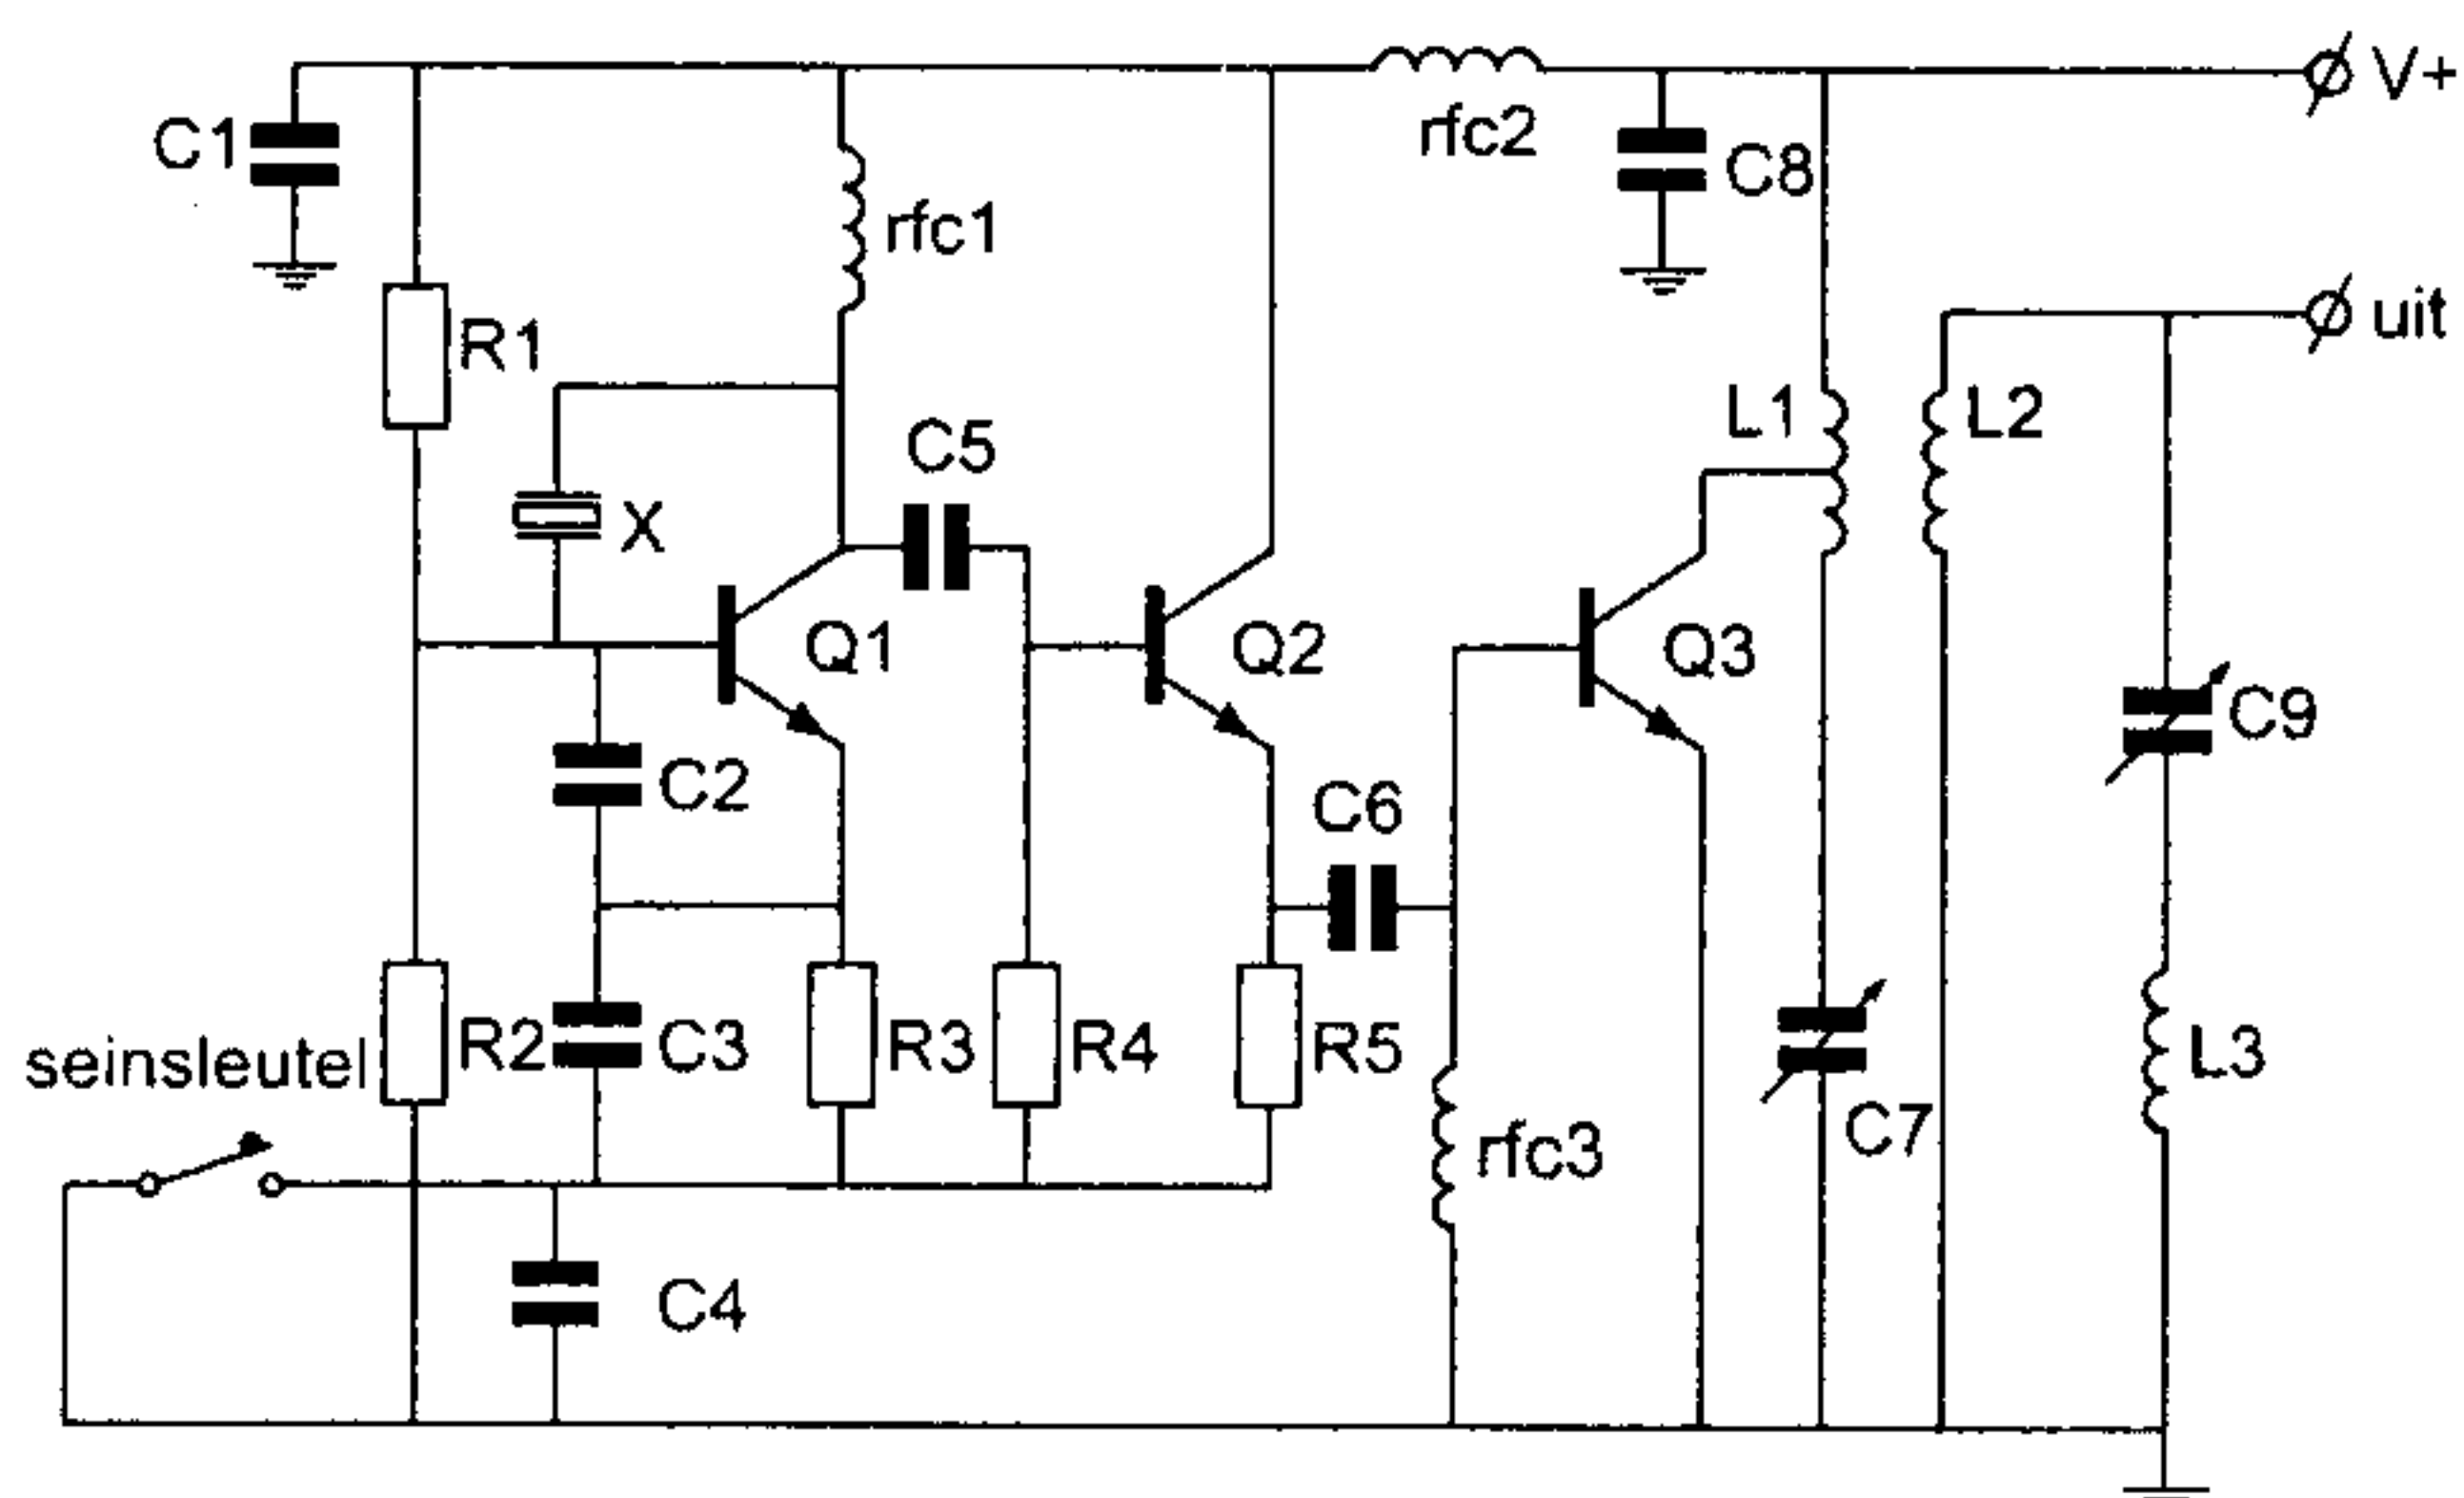 V+
C1
rfc2
C8
rfc1
uit
R1
L1
L2
C5
X
Q1
Q2
Q3
C9
C2
C6
seinsleutel
R2
C3
R3
R4
R5
L3
C7
rfc3
C4